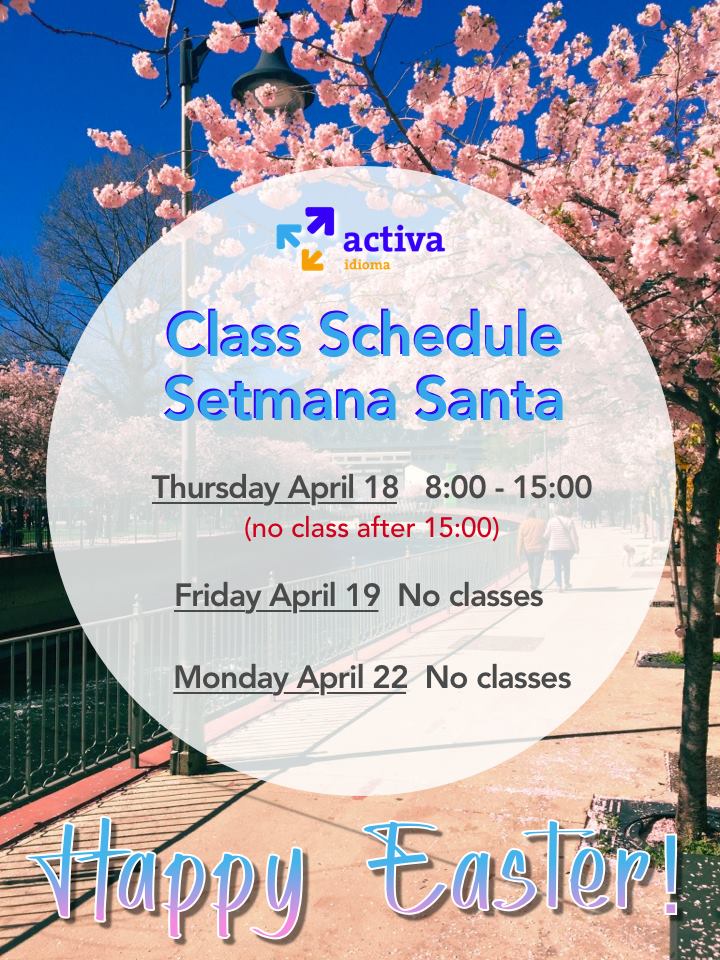 activa
idioma
Class Schedule
Setmana Santa
Thursday April 18 8:00 - 15:00
(no class after 15:00)
Friday April 19 No classes
Monday April 22 No classes
Happy Easter!